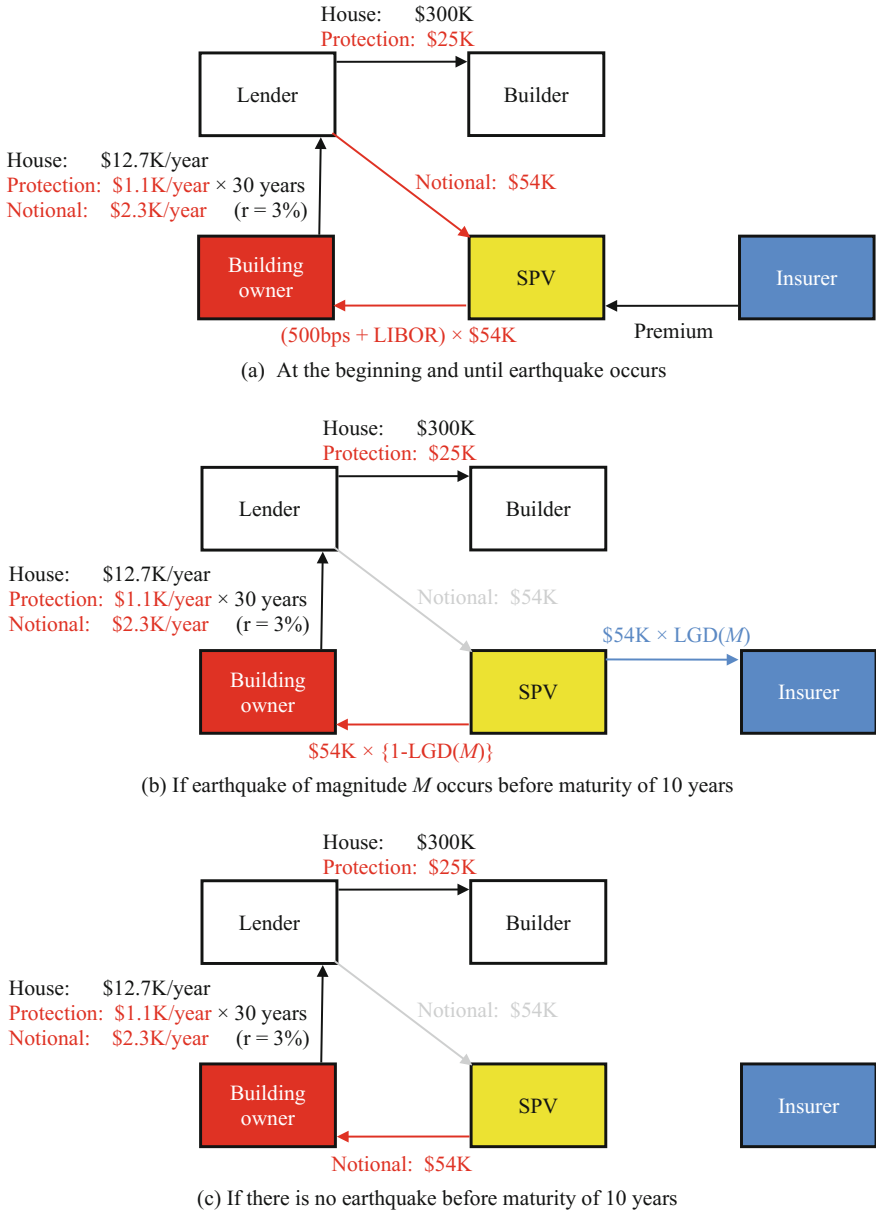 House: $300K
Protection: $25K
Lender
Builder
House: $12.7K/year
Protection: $1.1K/year × 30 years
Notional: $2.3K/year (r = 3%)
Notional: $54K
Building
owner
SPV
Insurer
(500bps + LIBOR) × $54K
Premium
(a) At the beginning and until earthquake occurs
House: $300K
Protection: $25K
Lender
Builder
House: $12.7K/year
Protection: $1.1K/year × 30 years
Notional: $2.3K/year (r = 3%)
Notional: $54K
$54K × LGD(M)
Building
owner
SPV
Insurer
$54K × {1-LGD(M)}
(b) If earthquake of magnitude M occurs before maturity of 10 years
House: $300K
Protection: $25K
Lender
Builder
House: $12.7K/year
Protection: $1.1K/year × 30 years
Notional: $2.3K/year (r = 3%)
Notional: $54K
Building
owner
SPV
Insurer
Notional: $54K
(c) If there is no earthquake before maturity of 10 years